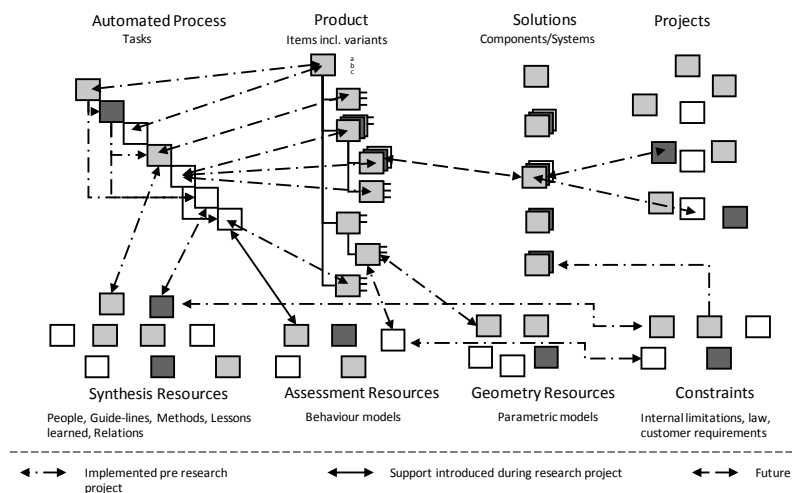 Automated Process
Tasks
Product
Items incl. variants
Solutions
Components/Systems
Projects
a
b
c
Synthesis Resources
People, Guide-lines, Methods, Lessons
learned, Relations
Assessment Resources
Behaviour models
Geometry Resources
Parametric models
Constraints
Internal limitations, law,
customer requirements
Implemented pre research
project
Support introduced during research project
Future